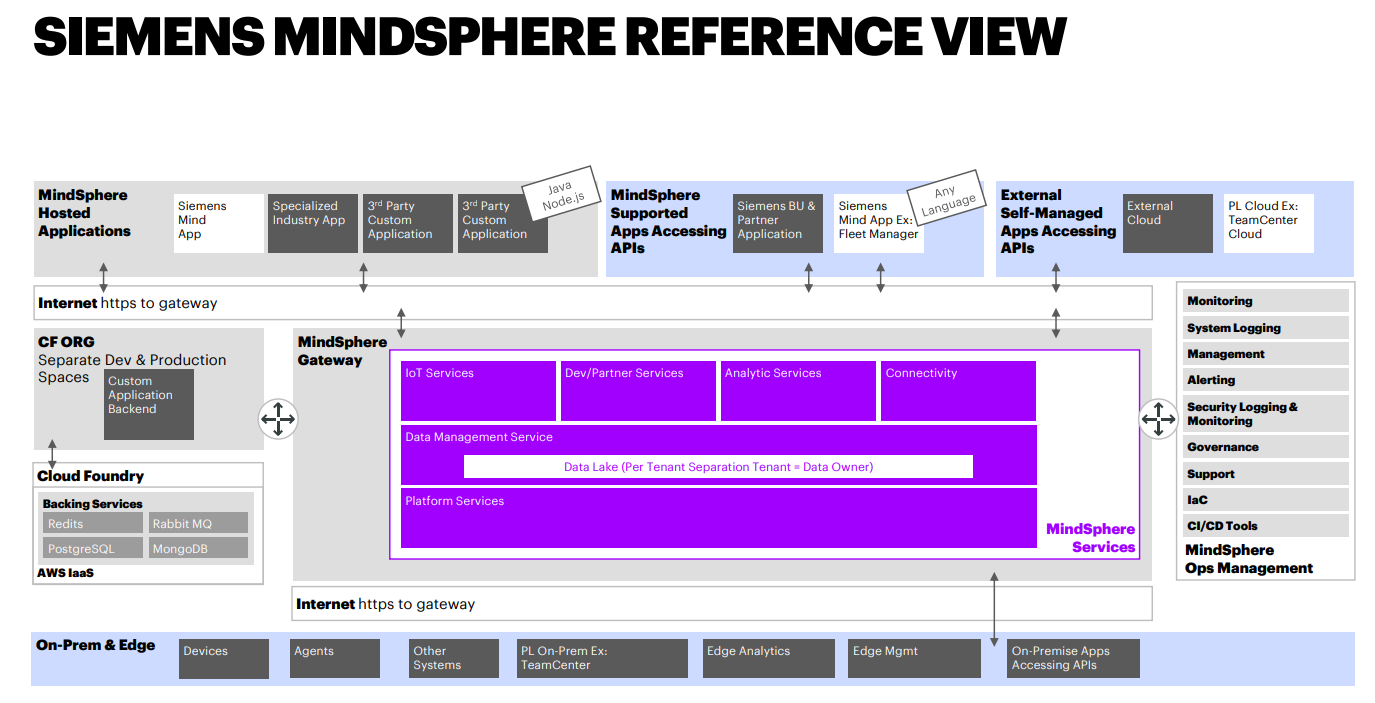 SIEMENS MINDSPHERE REFERENCE VIEW
MindSphere
Hosted
Applications
Siemens
Mind
App
Specialized
Industry App
3rd Party
Custom
Application
3rd Party
Custom
Application
Java
Node.js
MindSphere
Supported
Apps Accessing
APIs
Siemens BU &
Partner
Application
Siemens
Mind App Ex:
Fleet Manager
Any
Language
External
Self-Managed
Apps Accessing
APIs
External
Cloud
PL Cloud Ex:
TeamCenter
Cloud
Internet https to gateway
CF ORG
Separate Dev & Production
Spaces
Custom
Application
Backend
Cloud Foundry
Backing Services
Redits
Rabbit MQ
PostgreSQL
MongoDB
AWS IaaS
MindSphere
Gateway
IoT Services
Dev/Partner Services
Analytic Services
Connectivity
Data Management Service
Data Lake (Per Tenant Separation Tenant = Data Owner)
Platform Services
MindSphere
Services
Monitoring
System Logging
Management
Alerting
Security Logging &
Monitoring
Governance
Support
IaC
CI/CD Tools
MindSphere
Ops Management
Internet https to gateway
On-Prem & Edge
Devices
Agents
Other
Systems
PL On-Prem Ex:
TeamCenter
Edge Analytics
Edge Mgmt
On-Premise Apps
Accessing APIs